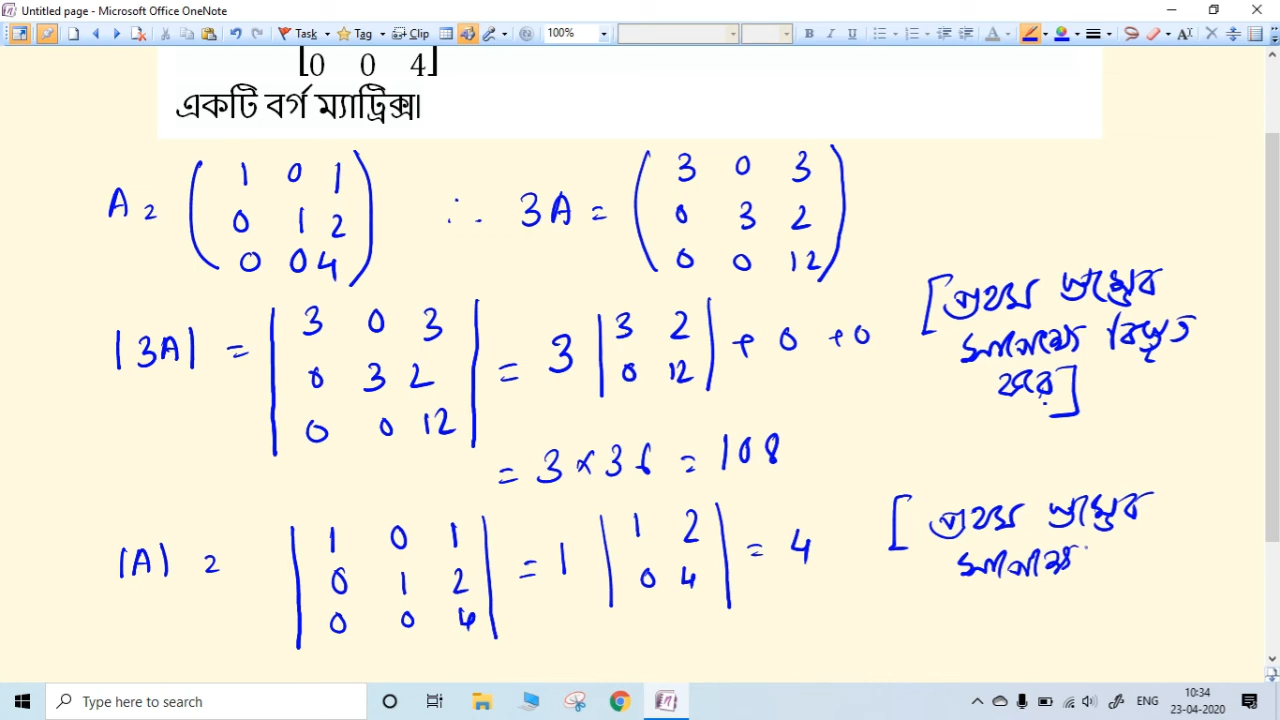 Untitled page - Microsoft Office OneNote
Task Tag Clip 100% B I U
[0 0 4]
একটি বর্গ ম্যাট্রিক্স।
A = ( 1 0 1 ∴ 3A = ( 3 0 3
0 1 2 0 3 2
0 0 4 ) 0 0 12 )
|3A| = | 3 0 3 | = 3 | 3 2 | + 0 + 0 [প্রথম স্তম্ভের
0 3 2 0 12 সাপেক্ষে বিস্তৃত
0 0 12 করে]
= 3 × 36 = 108
|A| = | 1 0 1 | = 1 | 1 2 | = 4 [প্রথম স্তম্ভের
0 1 2 0 4
0 0 4
Type here to search ENG 10:34
23-04-2020